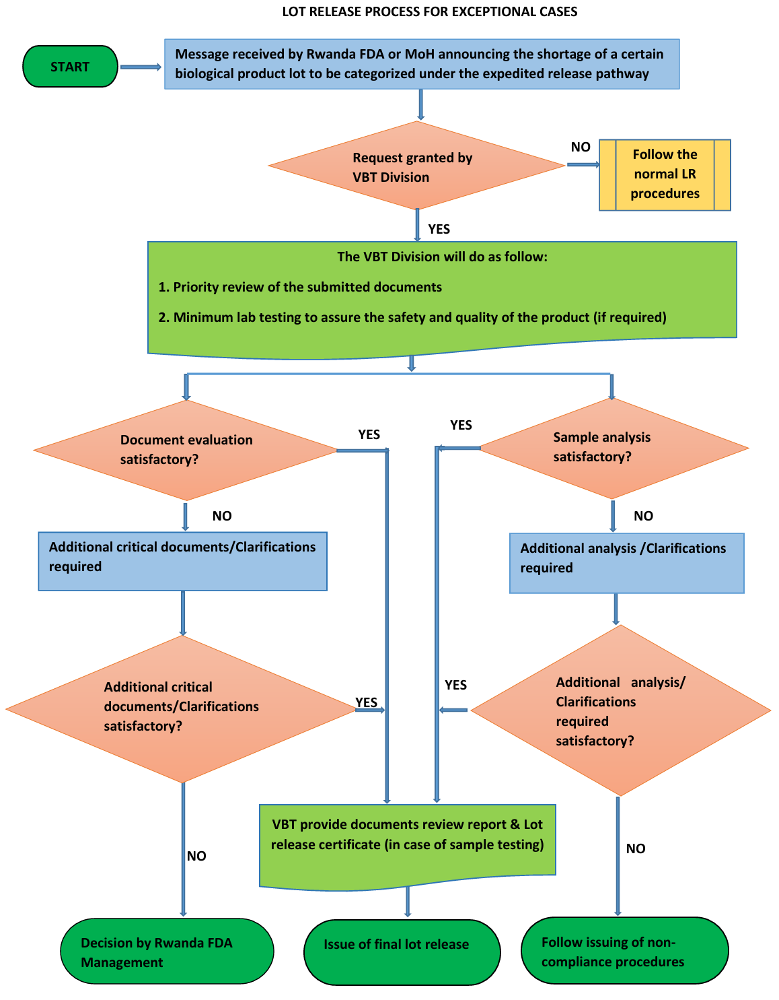 LOT RELEASE PROCESS FOR EXCEPTIONAL CASES
START
Message received by Rwanda FDA or MoH announcing the shortage of a certain
biological product lot to be categorized under the expedited release pathway
Request granted by
VBT Division
NO
Follow the
normal LR
procedures
YES
The VBT Division will do as follow:
1. Priority review of the submitted documents
2. Minimum lab testing to assure the safety and quality of the product (if required)
Document evaluation
satisfactory?
YES
YES
Sample analysis
satisfactory?
NO
NO
Additional critical documents/Clarifications
required
Additional analysis /Clarifications
required
Additional critical
documents/Clarifications
satisfactory?
YES
YES
Additional analysis/
Clarifications
required
satisfactory?
VBT provide documents review report & Lot
release certificate (in case of sample testing)
NO
NO
Decision by Rwanda FDA
Management
Issue of final lot release
Follow issuing of non-
compliance procedures